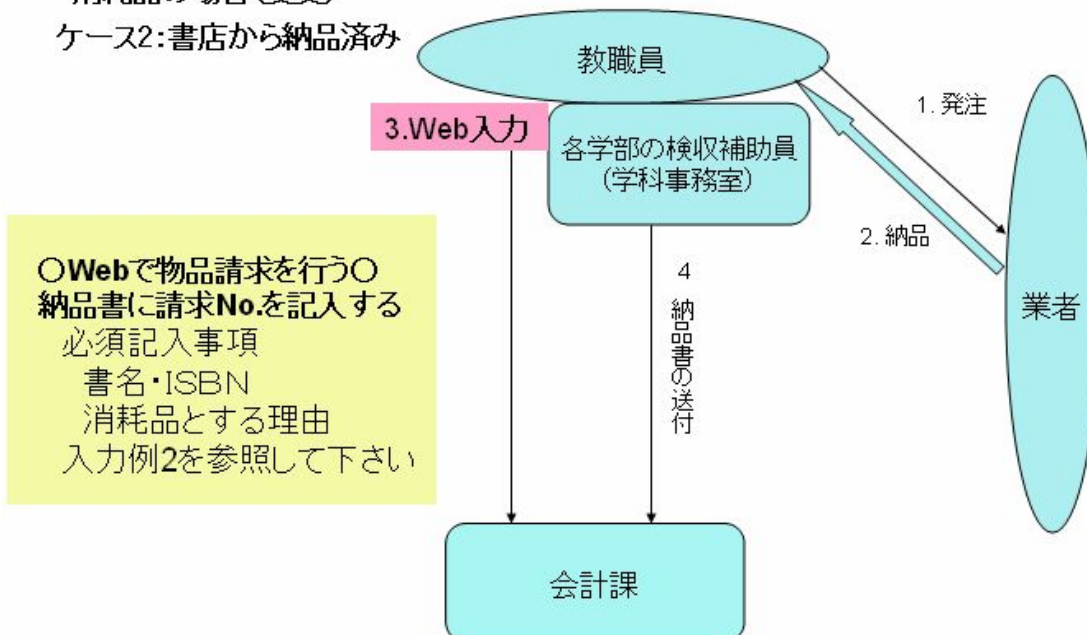 ケース2:書店から納品済み
教職員
1. 発注
3.Web入力
各学部の検収補助員
(学科事務室)
2. 納品
〇Webで物品請求を行う〇
納品書に請求No.を記入する
必須記入事項
書名・ISBN
消耗品とする理由
入力例2を参照して下さい
4 納品書の送付
業者
会計課